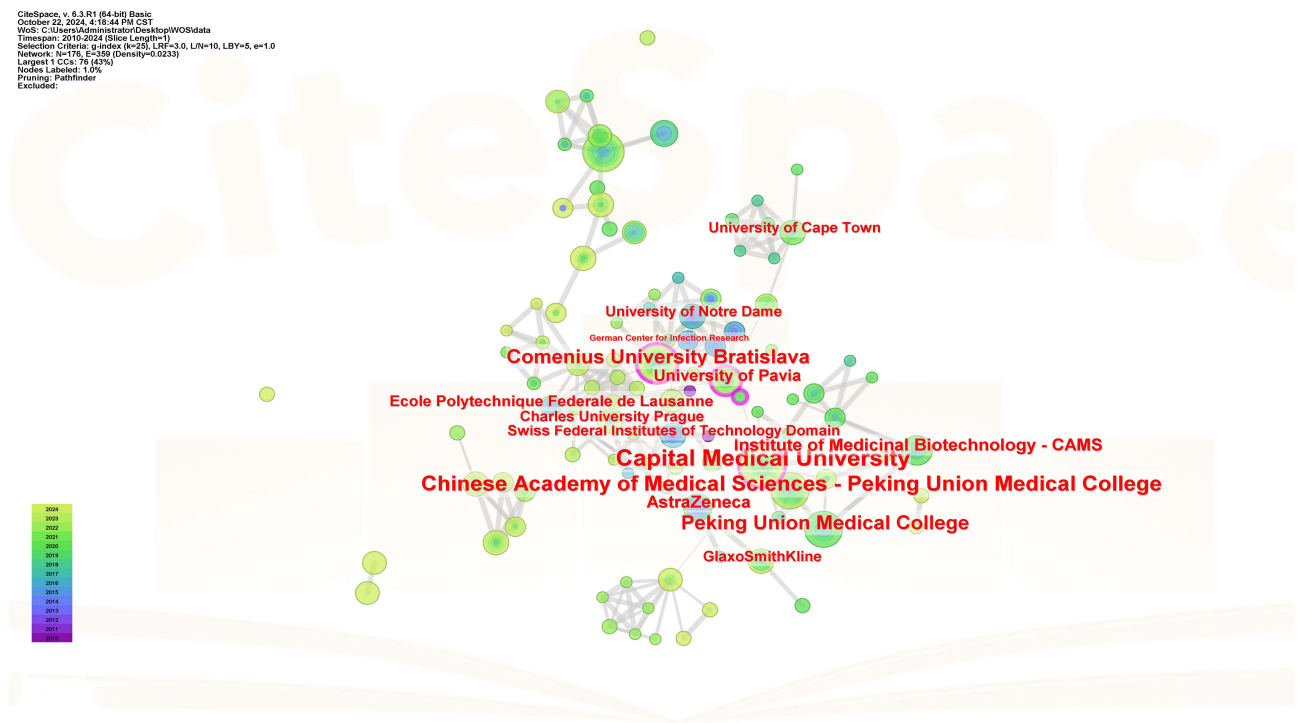 CiteSpace, v. 6.3.R1 (64-bit) Basic
October 22, 2024, 4:18:44 PM CST
WoS: C:\Users\Administrator\Desktop\WOS\data
Timespan: 2010-2024 (Slice Length=1)
Selection Criteria: g-index (k=25), LRF=3.0, L/N=10, LBY=5, e=1.0
Network: N=176, E=359 (Density=0.0233)
Largest 1 CCs: 76 (43%)
Nodes Labeled: 1.0%
Pruning: Pathfinder
Excluded:
CiteSpace
University of Cape Town
University of Notre Dame
German Center for Infection Research
Comenius University Bratislava
University of Pavia
Ecole Polytechnique Federale de Lausanne
Charles University Prague
Swiss Federal Institutes of Technology Domain
Institute of Medicinal Biotechnology - CAMS
Capital Medical University
Chinese Academy of Medical Sciences - Peking Union Medical College
AstraZeneca
Peking Union Medical College
GlaxoSmithKline
2024
2023
2022
2021
2020
2019
2018
2017
2016
2015
2014
2013
2012
2011
2010